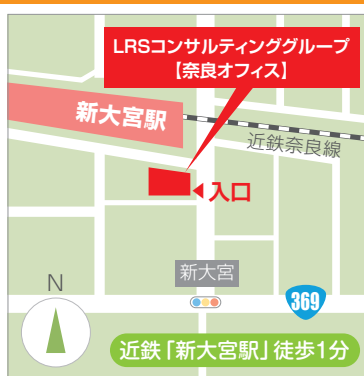 LRSコンサルティンググループ
【奈良オフィス】
新大宮駅
近鉄奈良線
入口
新大宮
N
369
近鉄「新大宮駅」徒歩1分